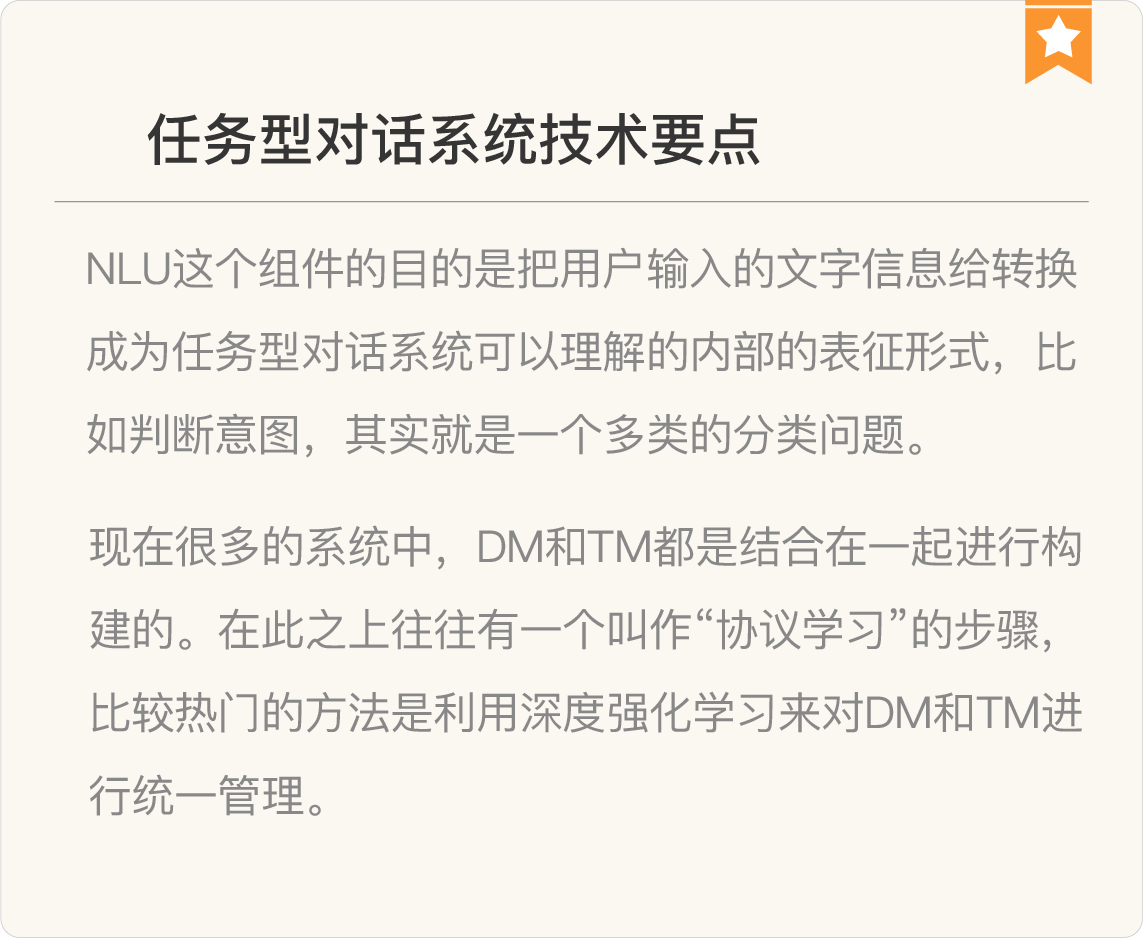 任务型对话系统技术要点
NLU这个组件的目的是把用户输入的文字信息给转换
成为任务型对话系统可以理解的内部的表征形式，比
如判断意图，其实就是一个多类的分类问题。
现在很多的系统中，DM和TM都是结合在一起进行构
建的。在此之上往往有一个叫作“协议学习”的步骤，
比较热门的方法是利用深度强化学习来对DM和TM进
行统一管理。